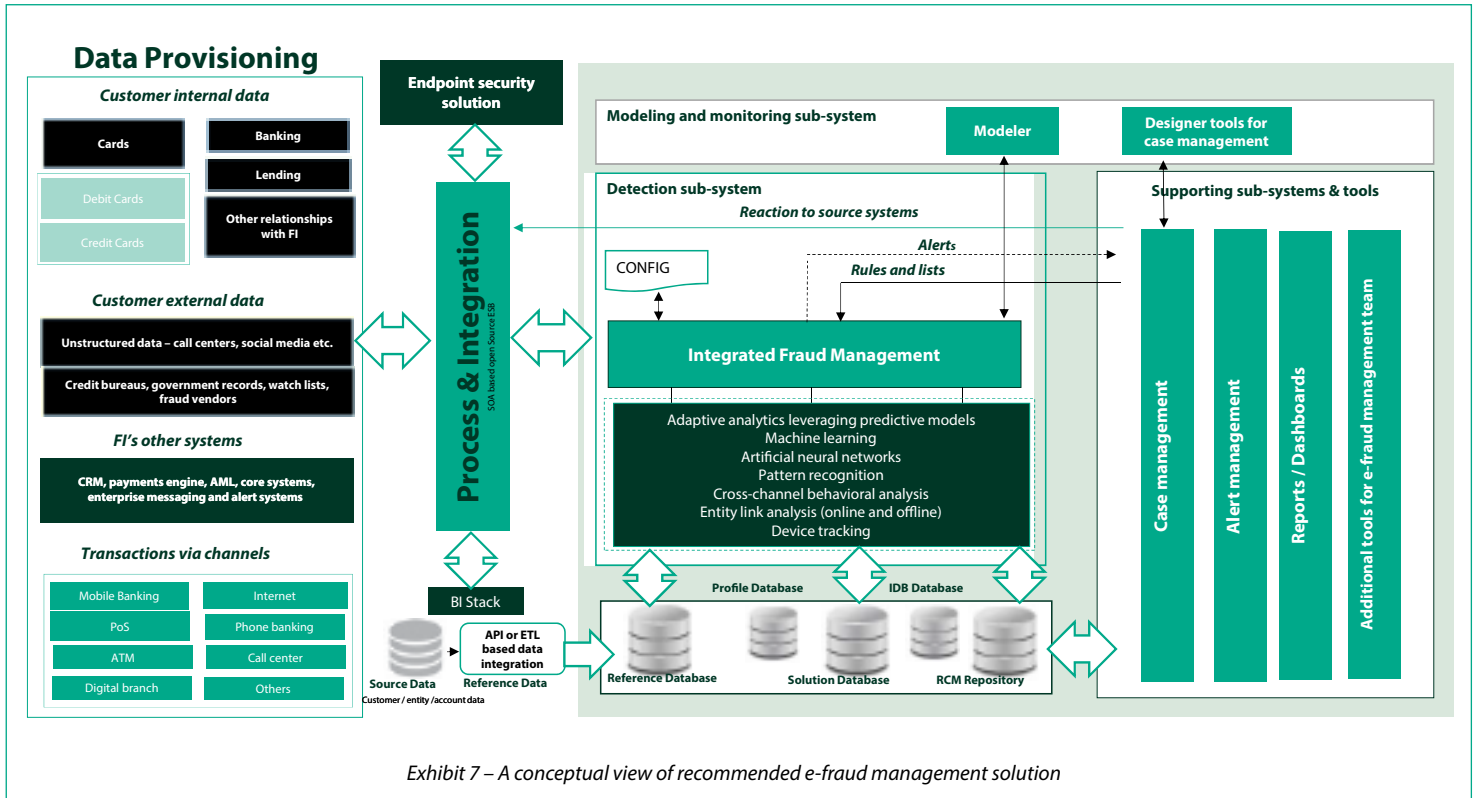 Data Provisioning
Customer internal data
Cards
Debit Cards
Credit Cards
Banking
Lending
Other relationships
with FI
Customer external data
Unstructured data – call centers, social media etc.
Credit bureaus, government records, watch lists,
fraud vendors
FI's other systems
CRM, payments engine, AML, core systems,
enterprise messaging and alert systems
Transactions via channels
Mobile Banking
Internet
PoS
Phone banking
ATM
Call center
Digital branch
Others
Endpoint security
solution
Process & Integration
SOA based open Source ESB
BI Stack
API or ETL
based data
integration
Source Data
Reference Data
Customer / entity /account data
Modeling and monitoring sub-system
Modeler
Designer tools for
case management
Detection sub-system
Reaction to source systems
Alerts
Rules and lists
CONFIG
Integrated Fraud Management
Adaptive analytics leveraging predictive models
Machine learning
Artificial neural networks
Pattern recognition
Cross-channel behavioral analysis
Entity link analysis (online and offline)
Device tracking
Profile Database
IDB Database
Reference Database
Solution Database
RCM Repository
Supporting sub-systems & tools
Case management
Alert management
Reports / Dashboards
Additional tools for e-fraud management team
Exhibit 7 – A conceptual view of recommended e-fraud management solution